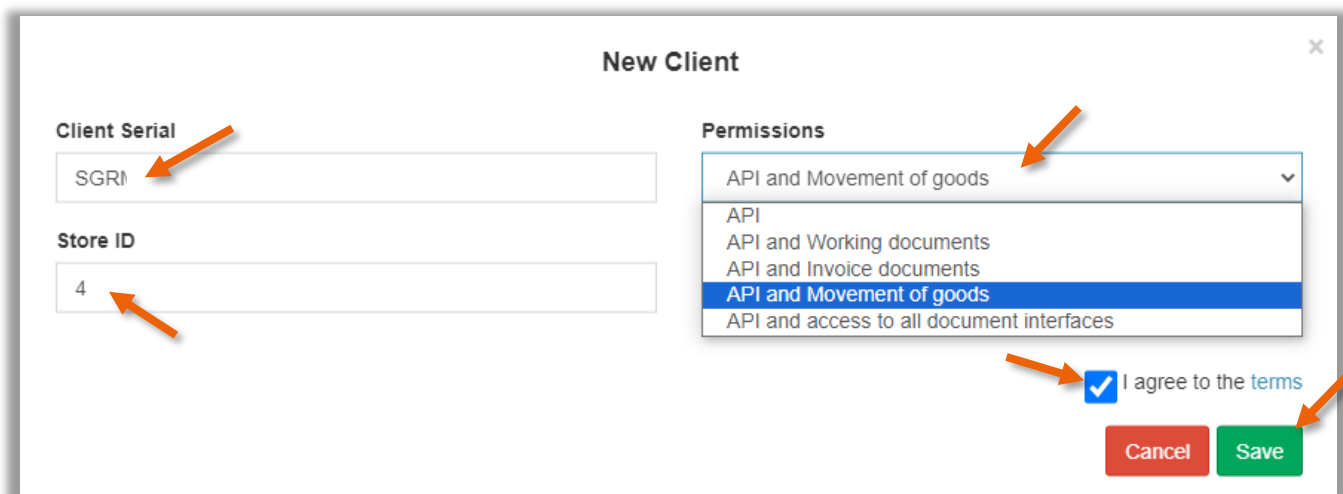 New Client
×
Client Serial
Permissions
API and Movement of goods
API
API and Working documents
API and Invoice documents
API and Movement of goods
API and access to all document interfaces
Store ID
4
I agree to the terms
Cancel
Save